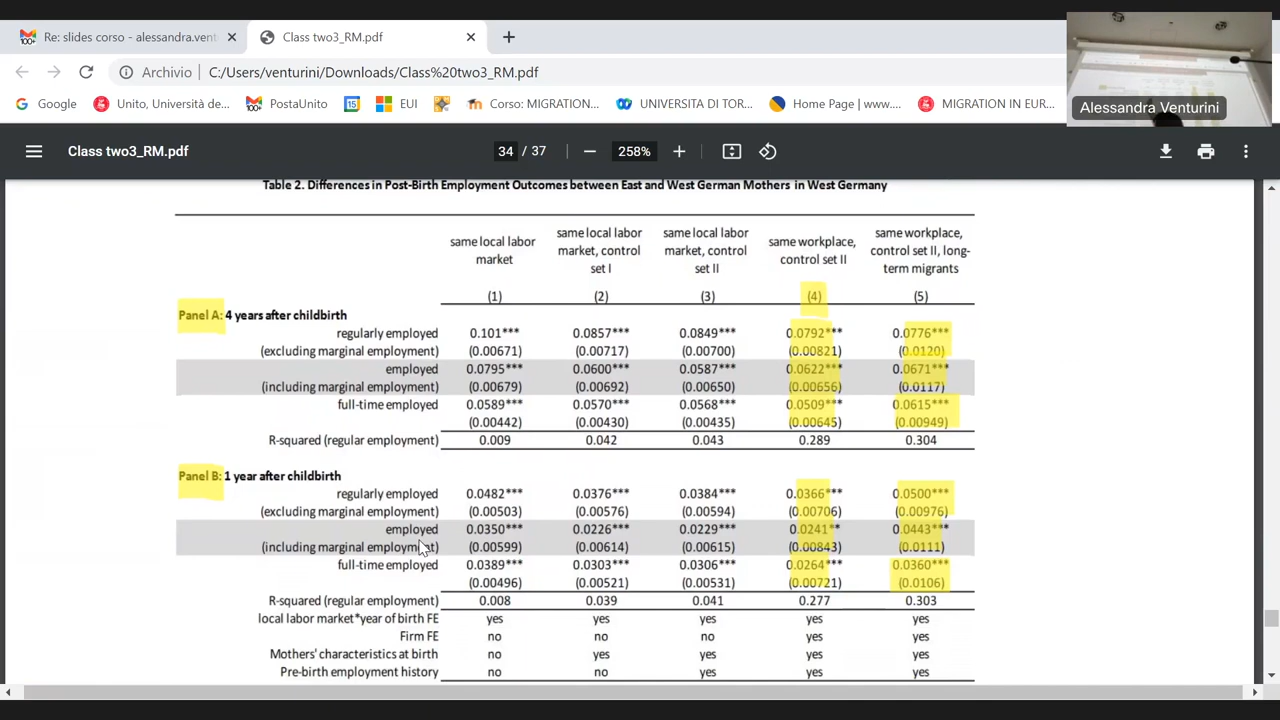 Re: slides corso - alessandra.vent
Class two3_RM.pdf
Archivio
C:/Users/venturini/Downloads/Class%20two3_RM.pdf
Google
Unito, Università de...
PostaUnito
EUI
Corso: MIGRATION...
UNIVERSITA DI TOR...
Home Page | www....
MIGRATION IN EUR...
Alessandra Venturini
Class two3_RM.pdf
34 / 37
258%
Table 2. Differences in Post-Birth Employment Outcomes between East and West German Mothers in West Germany
same local labor market
same local labor market, control set I
same local labor market, control set II
same workplace, control set II
same workplace, control set II, long-term migrants
(1) (2) (3) (4) (5)
Panel A: 4 years after childbirth
regularly employed 0.101*** 0.0857*** 0.0849*** 0.0792*** 0.0776***
(excluding marginal employment) (0.00671) (0.00717) (0.00700) (0.00821) (0.0120)
employed 0.0795*** 0.0600*** 0.0587*** 0.0622*** 0.0671***
(including marginal employment) (0.00679) (0.00692) (0.00650) (0.00656) (0.0117)
full-time employed 0.0589*** 0.0570*** 0.0568*** 0.0509*** 0.0615***
(0.00442) (0.00430) (0.00435) (0.00645) (0.00949)
R-squared (regular employment) 0.009 0.042 0.043 0.289 0.304
Panel B: 1 year after childbirth
regularly employed 0.0482*** 0.0376*** 0.0384*** 0.0366*** 0.0500***
(excluding marginal employment) (0.00503) (0.00576) (0.00594) (0.00706) (0.00976)
employed 0.0350*** 0.0226*** 0.0229*** 0.0241** 0.0443***
(including marginal employment) (0.00599) (0.00614) (0.00615) (0.00843) (0.0111)
full-time employed 0.0389*** 0.0303*** 0.0306*** 0.0264*** 0.0360***
(0.00496) (0.00521) (0.00531) (0.00721) (0.0106)
R-squared (regular employment) 0.008 0.039 0.041 0.277 0.303
local labor market*year of birth FE yes yes yes yes yes
Firm FE no no no yes yes
Mothers' characteristics at birth no yes yes yes yes
Pre-birth employment history no no yes yes yes